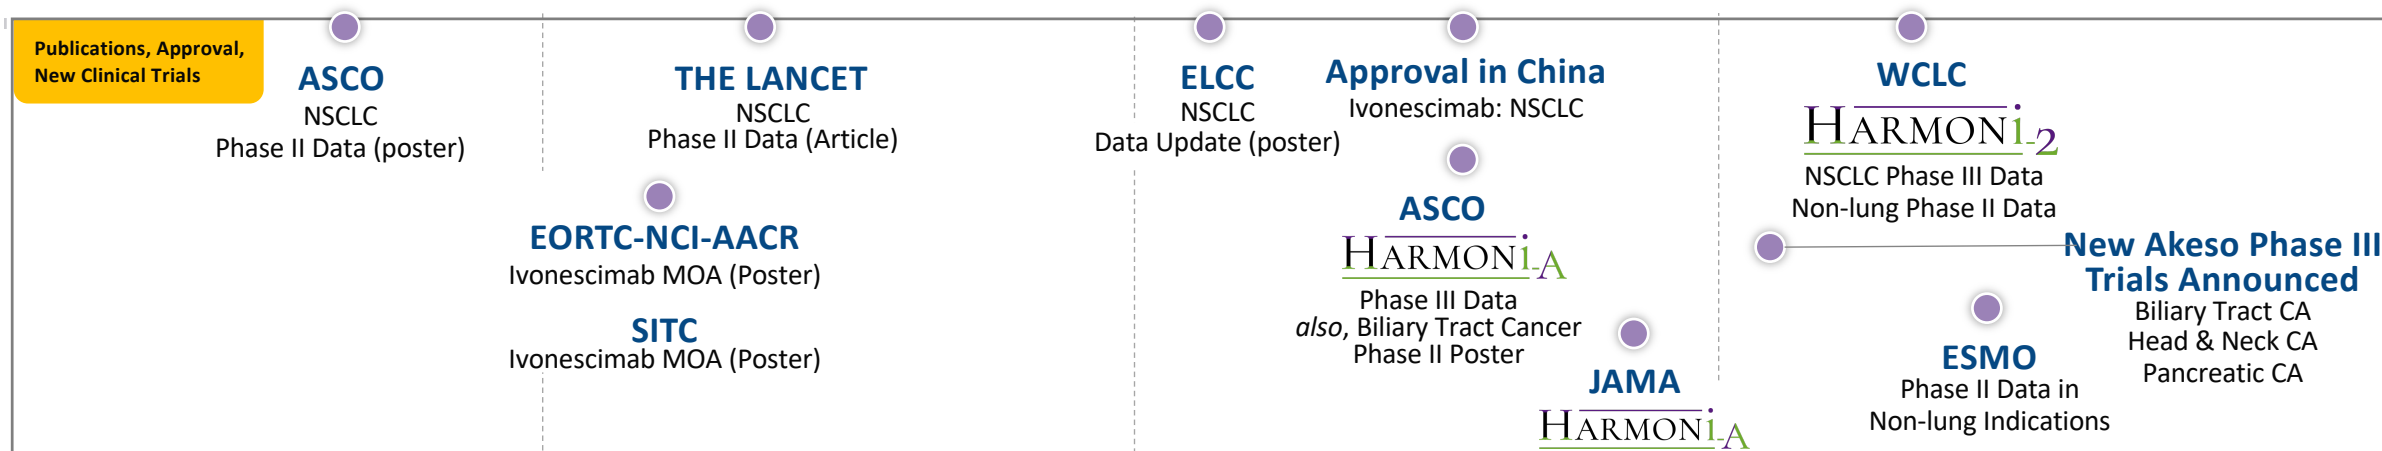 Publications, Approval,
New Clinical Trials
ASCO
NSCLC
Phase II Data (poster)
THE LANCET
NSCLC
Phase II Data (Article)
EORTC-NCI-AACR
Ivonescimab MOA (Poster)
SITC
Ivonescimab MOA (Poster)
ELCC
NSCLC
Data Update (poster)
Approval in China
Ivonescimab: NSCLC
ASCO
HARMONi-A
Phase III Data
also, Biliary Tract Cancer
Phase II Poster
JAMA
HARMONi-A
WCLC
HARMONi-2
NSCLC Phase III Data
Non-lung Phase II Data
New Akeso Phase III
Trials Announced
Biliary Tract CA
Head & Neck CA
Pancreatic CA
ESMO
Phase II Data in
Non-lung Indications